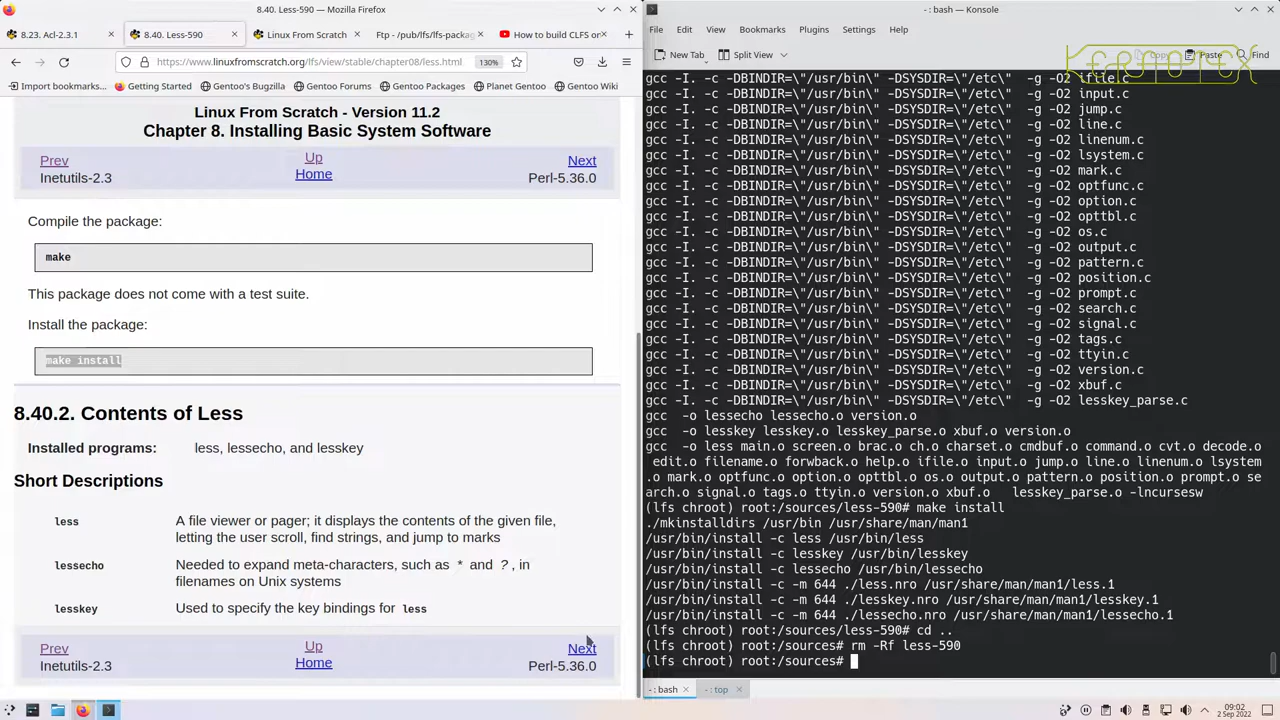 8.40. Less-590 — Mozilla Firefox
8.23. Acl-2.3.1
8.40. Less-590
Linux From Scratch
Ftp - /pub/lfs/lfs-packag
How to build CLFS on
https://www.linuxfromscratch.org/lfs/view/stable/chapter08/less.html
130%
Import bookmarks...
Getting Started
Gentoo's Bugzilla
Gentoo Forums
Gentoo Packages
Planet Gentoo
Gentoo Wiki
Linux From Scratch - Version 11.2
Chapter 8. Installing Basic System Software
Prev
Up
Next
Inetutils-2.3
Home
Perl-5.36.0
Compile the package:
make
This package does not come with a test suite.
Install the package:
make install
8.40.2. Contents of Less
Installed programs: less, lessecho, and lesskey
Short Descriptions
less A file viewer or pager; it displays the contents of the given file,
letting the user scroll, find strings, and jump to marks
lessecho Needed to expand meta-characters, such as * and ?, in
filenames on Unix systems
lesskey Used to specify the key bindings for less
Prev
Up
Next
Inetutils-2.3
Home
Perl-5.36.0
- : bash — Konsole
File Edit View Bookmarks Plugins Settings Help
New Tab
Split View
Copy
Paste
Find
KERNOTEX
gcc -I. -c -DBINDIR=\"/usr/bin\" -DSYSDIR=\"/etc\" -g -O2 ifile.c
gcc -I. -c -DBINDIR=\"/usr/bin\" -DSYSDIR=\"/etc\" -g -O2 input.c
gcc -I. -c -DBINDIR=\"/usr/bin\" -DSYSDIR=\"/etc\" -g -O2 jump.c
gcc -I. -c -DBINDIR=\"/usr/bin\" -DSYSDIR=\"/etc\" -g -O2 line.c
gcc -I. -c -DBINDIR=\"/usr/bin\" -DSYSDIR=\"/etc\" -g -O2 linenum.c
gcc -I. -c -DBINDIR=\"/usr/bin\" -DSYSDIR=\"/etc\" -g -O2 lsystem.c
gcc -I. -c -DBINDIR=\"/usr/bin\" -DSYSDIR=\"/etc\" -g -O2 mark.c
gcc -I. -c -DBINDIR=\"/usr/bin\" -DSYSDIR=\"/etc\" -g -O2 optfunc.c
gcc -I. -c -DBINDIR=\"/usr/bin\" -DSYSDIR=\"/etc\" -g -O2 option.c
gcc -I. -c -DBINDIR=\"/usr/bin\" -DSYSDIR=\"/etc\" -g -O2 opttbl.c
gcc -I. -c -DBINDIR=\"/usr/bin\" -DSYSDIR=\"/etc\" -g -O2 os.c
gcc -I. -c -DBINDIR=\"/usr/bin\" -DSYSDIR=\"/etc\" -g -O2 output.c
gcc -I. -c -DBINDIR=\"/usr/bin\" -DSYSDIR=\"/etc\" -g -O2 pattern.c
gcc -I. -c -DBINDIR=\"/usr/bin\" -DSYSDIR=\"/etc\" -g -O2 position.c
gcc -I. -c -DBINDIR=\"/usr/bin\" -DSYSDIR=\"/etc\" -g -O2 prompt.c
gcc -I. -c -DBINDIR=\"/usr/bin\" -DSYSDIR=\"/etc\" -g -O2 search.c
gcc -I. -c -DBINDIR=\"/usr/bin\" -DSYSDIR=\"/etc\" -g -O2 signal.c
gcc -I. -c -DBINDIR=\"/usr/bin\" -DSYSDIR=\"/etc\" -g -O2 tags.c
gcc -I. -c -DBINDIR=\"/usr/bin\" -DSYSDIR=\"/etc\" -g -O2 ttyin.c
gcc -I. -c -DBINDIR=\"/usr/bin\" -DSYSDIR=\"/etc\" -g -O2 version.c
gcc -I. -c -DBINDIR=\"/usr/bin\" -DSYSDIR=\"/etc\" -g -O2 xbuf.c
gcc -I. -c -DBINDIR=\"/usr/bin\" -DSYSDIR=\"/etc\" -g -O2 lesskey_parse.c
gcc -o lessecho lessecho.o version.o
gcc -o lesskey lesskey.o lesskey_parse.o xbuf.o version.o
gcc -o less main.o screen.o brac.o ch.o charset.o cmdbuf.o command.o cvt.o decode.o
edit.o filename.o forwback.o help.o ifile.o input.o jump.o line.o linenum.o lsystem
.o mark.o optfunc.o option.o opttbl.o os.o output.o pattern.o position.o prompt.o se
arch.o signal.o tags.o ttyin.o version.o xbuf.o lesskey_parse.o -lncursesw
(lfs chroot) root:/sources/less-590# make install
./mkinstalldirs /usr/bin /usr/share/man/man1
/usr/bin/install -c less /usr/bin/less
/usr/bin/install -c lesskey /usr/bin/lesskey
/usr/bin/install -c lessecho /usr/bin/lessecho
/usr/bin/install -c -m 644 ./less.nro /usr/share/man/man1/less.1
/usr/bin/install -c -m 644 ./lesskey.nro /usr/share/man/man1/lesskey.1
/usr/bin/install -c -m 644 ./lessecho.nro /usr/share/man/man1/lessecho.1
(lfs chroot) root:/sources/less-590# cd ..
(lfs chroot) root:/sources# rm -Rf less-590
(lfs chroot) root:/sources#
- : bash
- : top
09:02
2 Sep 2022